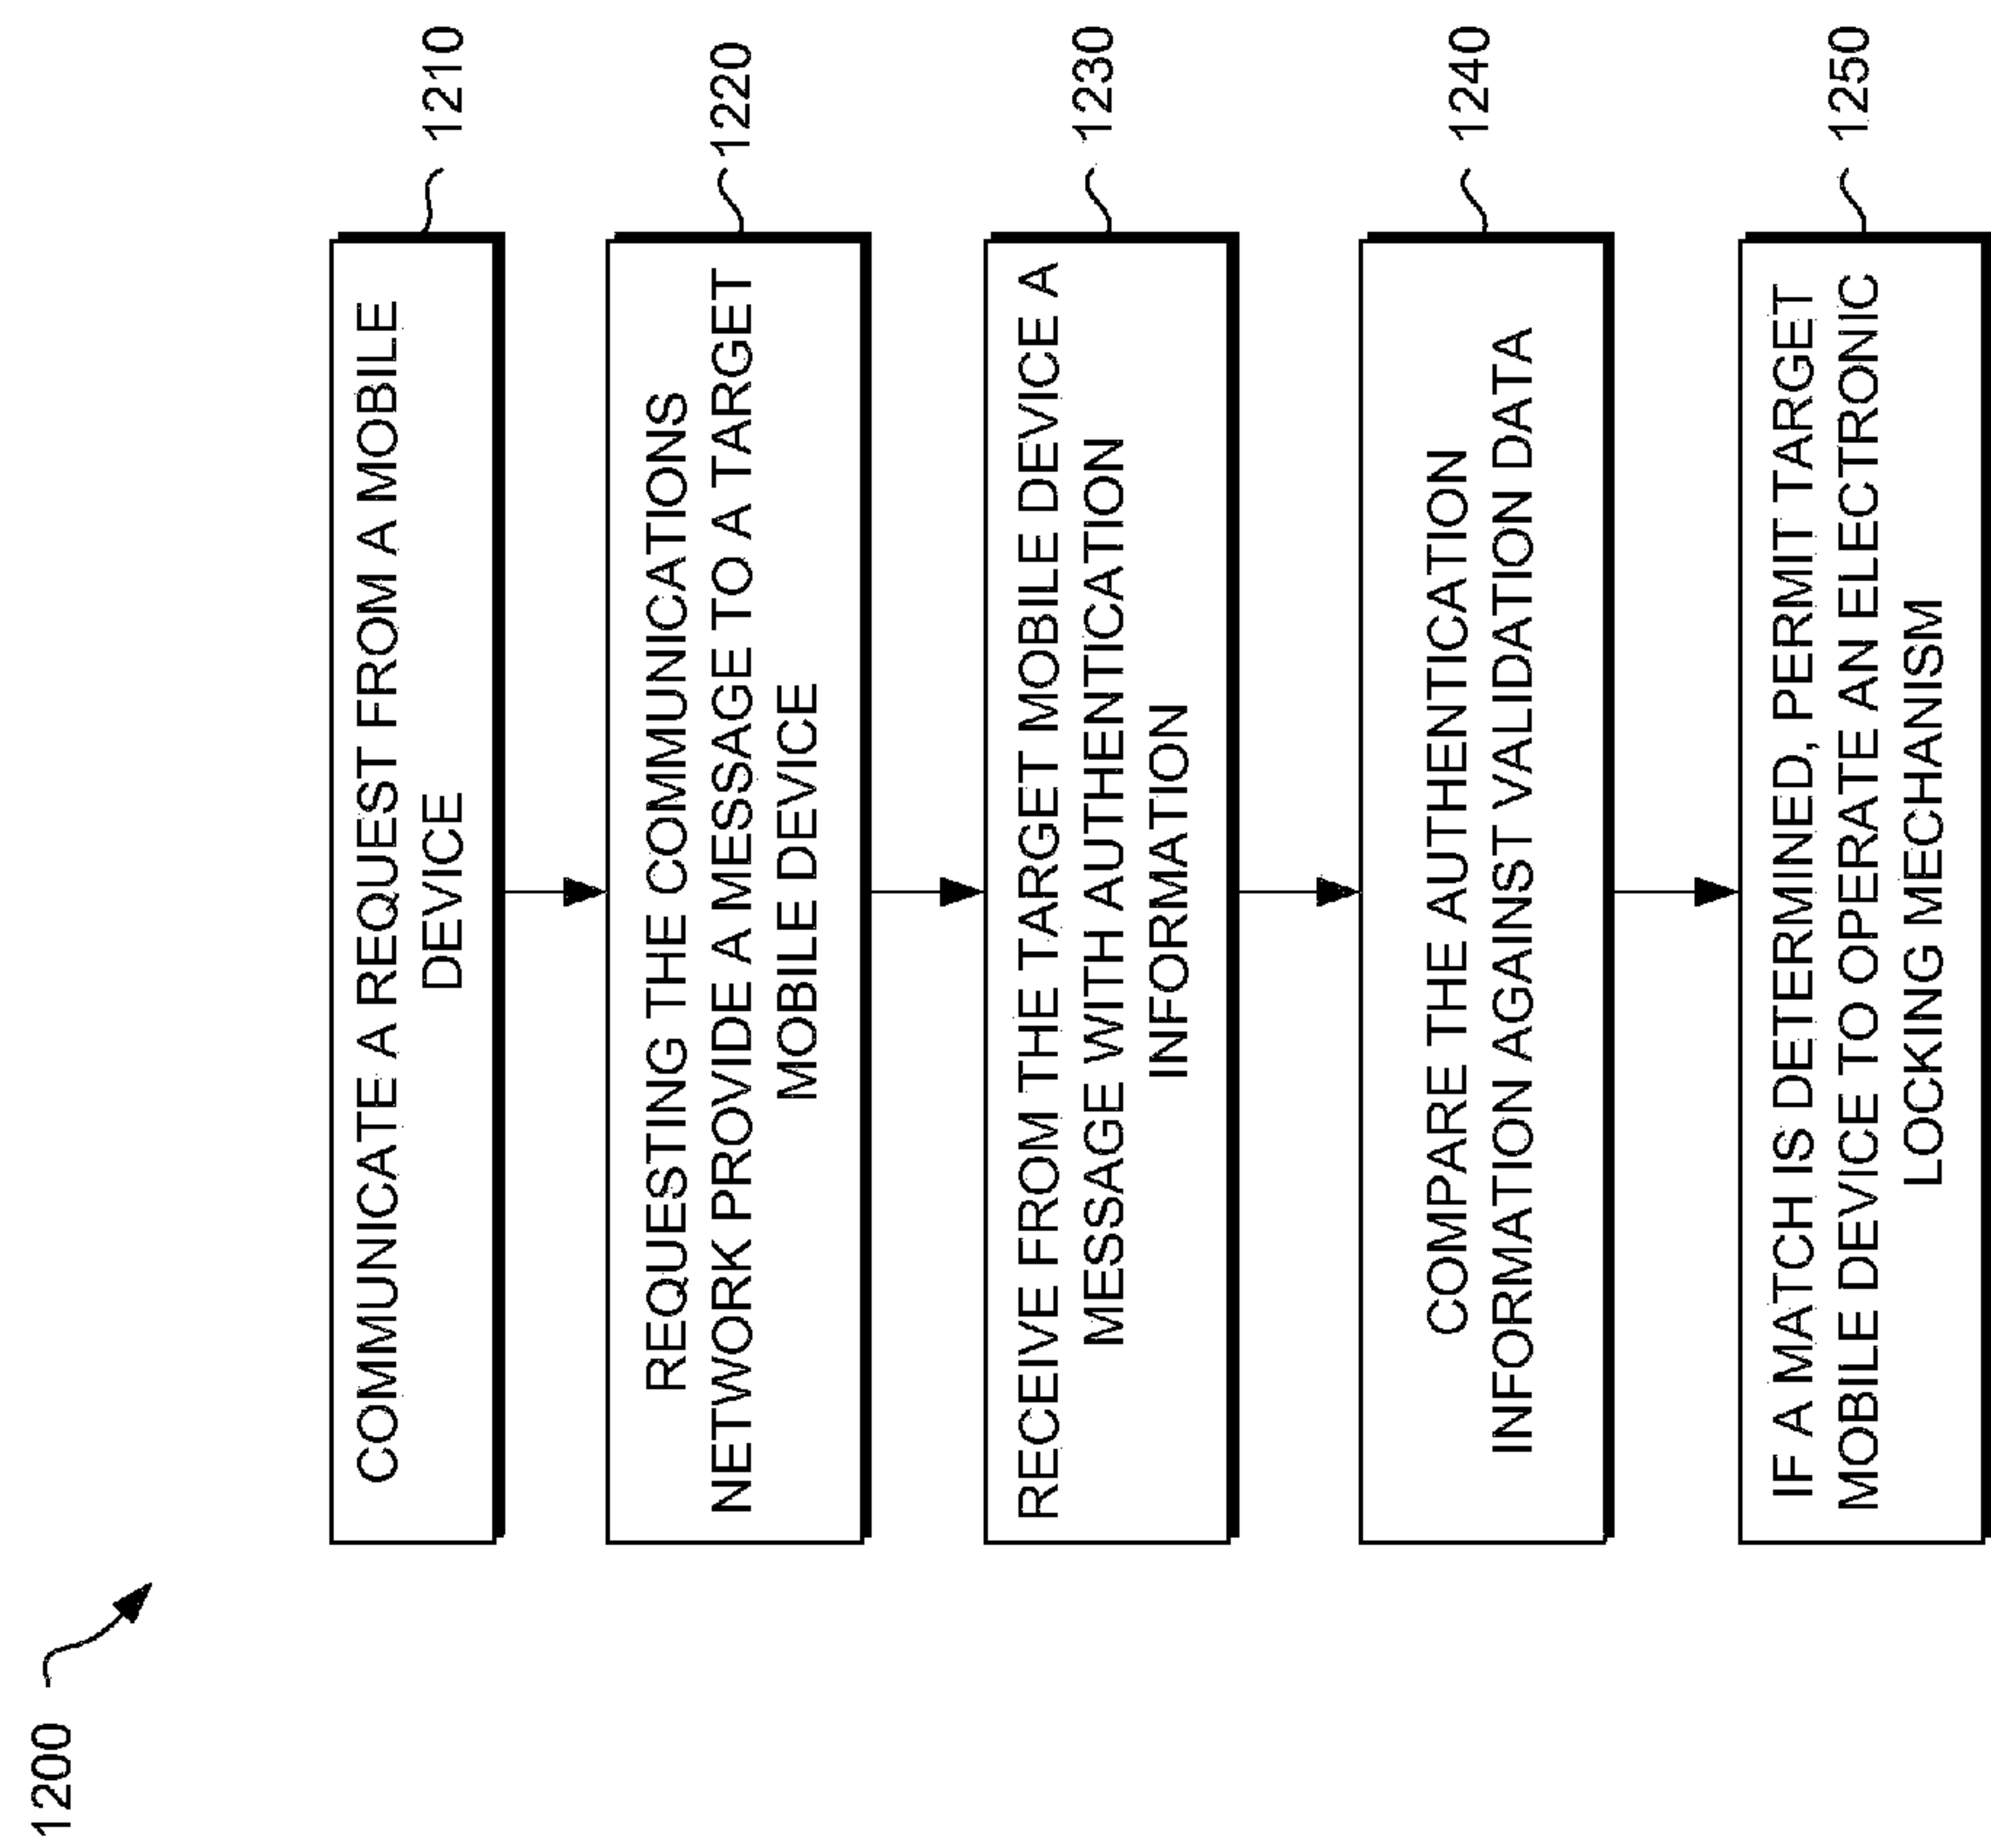 1200
COMMUNICATE A REQUEST FROM A MOBILE
DEVICE
1210
REQUESTING THE COMMUNICATIONS
NETWORK PROVIDE A MESSAGE TO A TARGET
MOBILE DEVICE
1220
RECEIVE FROM THE TARGET MOBILE DEVICE A
MESSAGE WITH AUTHENTICATION
INFORMATION
1230
COMPARE THE AUTHENTICATION
INFORMATION AGAINST VALIDATION DATA
1240
IF A MATCH IS DETERMINED, PERMIT TARGET
MOBILE DEVICE TO OPERATE AN ELECTRONIC
LOCKING MECHANISM
1250